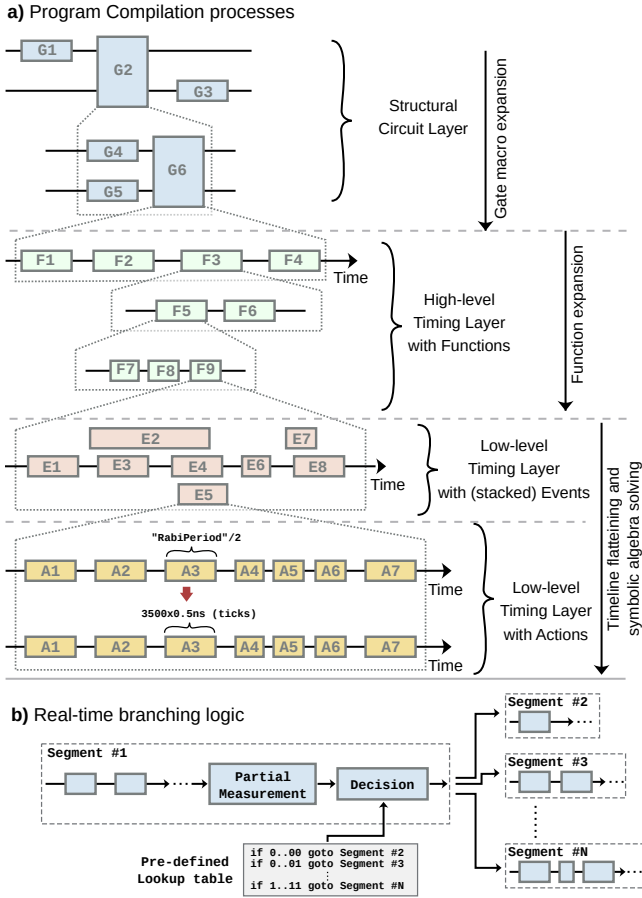 a) Program Compilation processes
G1
G2
G3
G4
G5
G6
Structural
Circuit Layer
Gate macro expansion
F1 F2 F3 F4
Time
F5 F6
F7 F8 F9
High-level
Timing Layer
with Functions
Function expansion
E2 E7
E1 E3 E4 E6 E8
Time
E5
Low-level
Timing Layer
with (stacked) Events
"RabiPeriod"/2
A1 A2 A3 A4 A5 A6 A7
Time
3500x0.5ns (ticks)
A1 A2 A3 A4 A5 A6 A7
Time
Low-level
Timing Layer
with Actions
Timeline flatteining and
symbolic algebra solving
b) Real-time branching logic
Segment #1
Partial
Measurement
Decision
Segment #2
Segment #3
Segment #N
Pre-defined
Lookup table
if 0..00 goto Segment #2
if 0..01 goto Segment #3
if 1..11 goto Segment #N